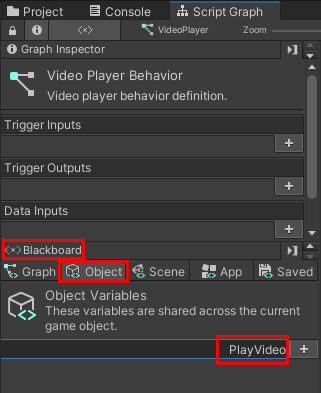 Project
Console
Script Graph
<×>
VideoPlayer
Zoom
Graph Inspector
Video Player Behavior
Video player behavior definition.
Trigger Inputs
+
Trigger Outputs
+
Data Inputs
+
<×> Blackboard
Graph
Object
Scene
App
Saved
Object Variables
These variables are shared across the current
game object.
PlayVideo
+